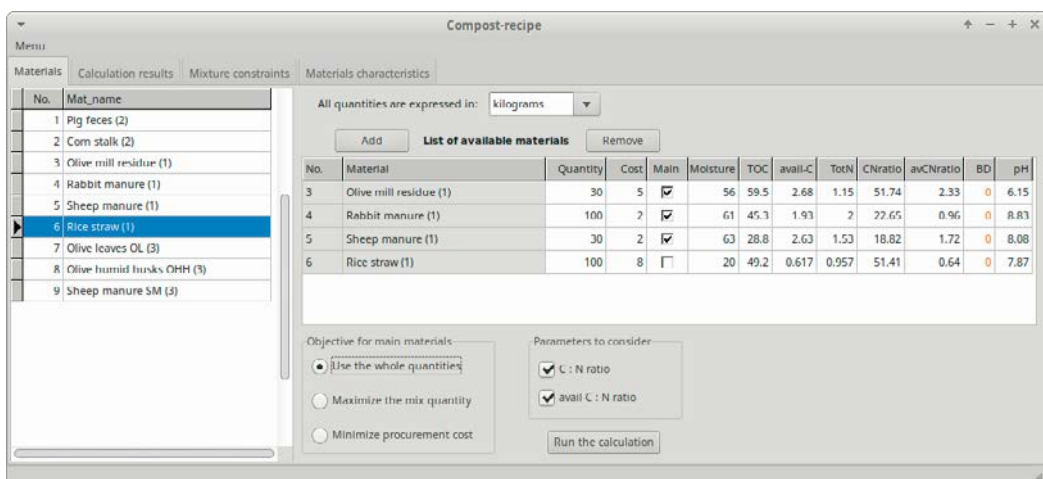 Compost-recipe
Menu
Materials Calculation results Mixture constraints Materials characteristics
No. Mat_name
1 Pig feces (2)
2 Corn stalk (2)
3 Olive mill residue (1)
4 Rabbit manure (1)
5 Sheep manure (1)
6 Rice straw (1)
7 Olive leaves OL (3)
8 Olive humid husks OHH (3)
9 Sheep manure SM (3)
All quantities are expressed in: kilograms
Add List of available materials Remove
No. Material Quantity Cost Main Moisture TOC avail-C TotN CNratio avCNratio BD pH
3 Olive mill residue (1) 30 5 56 59.5 2.68 1.15 51.74 2.33 0 6.15
4 Rabbit manure (1) 100 2 61 45.3 1.93 2 22.65 0.96 0 8.83
5 Sheep manure (1) 30 2 63 28.8 2.63 1.53 18.82 1.72 0 8.08
6 Rice straw (1) 100 8 20 49.2 0.617 0.957 51.41 0.64 0 7.87
Objective for main materials
Use the whole quantities
Maximize the mix quantity
Minimize procurement cost
Parameters to consider
C : N ratio
avail C : N ratio
Run the calculation